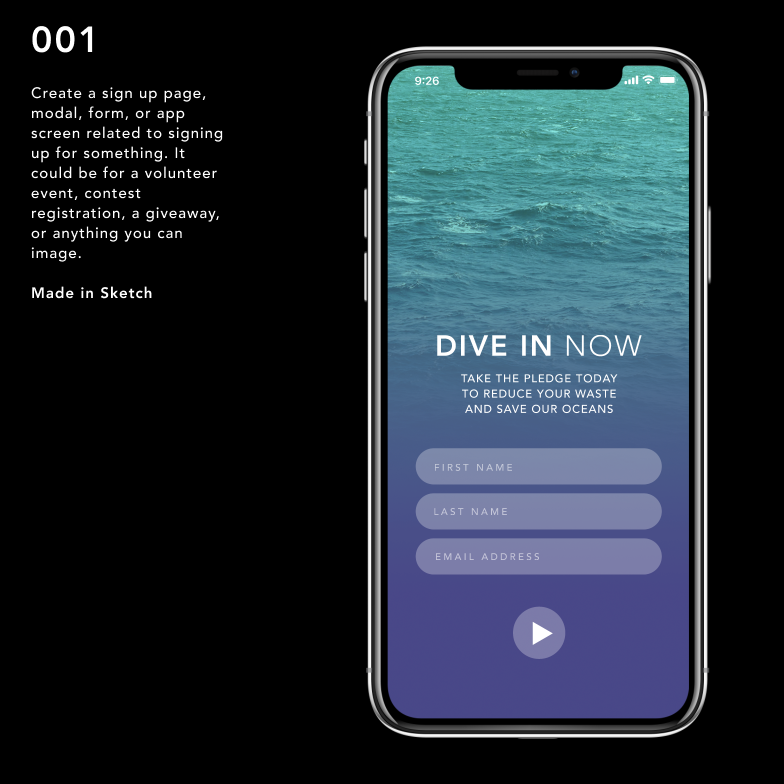 001
Create a sign up page,
modal, form, or app
screen related to signing
up for something. It
could be for a volunteer
event, contest
registration, a giveaway,
or anything you can
image.
Made in Sketch
9:26
DIVE IN NOW
TAKE THE PLEDGE TODAY
TO REDUCE YOUR WASTE
AND SAVE OUR OCEANS
FIRST NAME
LAST NAME
EMAIL ADDRESS